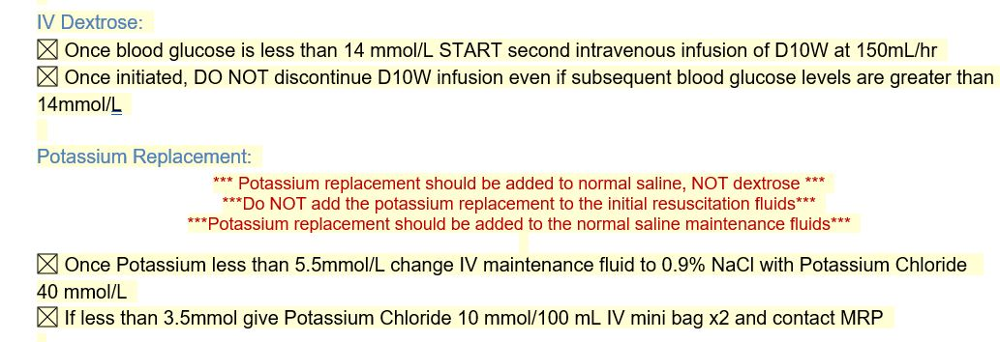 IV Dextrose:
☒ Once blood glucose is less than 14 mmol/L START second intravenous infusion of D10W at 150mL/hr
☒ Once initiated, DO NOT discontinue D10W infusion even if subsequent blood glucose levels are greater than
14mmol/L
Potassium Replacement:
*** Potassium replacement should be added to normal saline, NOT dextrose ***
***Do NOT add the potassium replacement to the initial resuscitation fluids***
***Potassium replacement should be added to the normal saline maintenance fluids***
☒ Once Potassium less than 5.5mmol/L change IV maintenance fluid to 0.9% NaCl with Potassium Chloride
40 mmol/L
☒ If less than 3.5mmol give Potassium Chloride 10 mmol/100 mL IV mini bag x2 and contact MRP